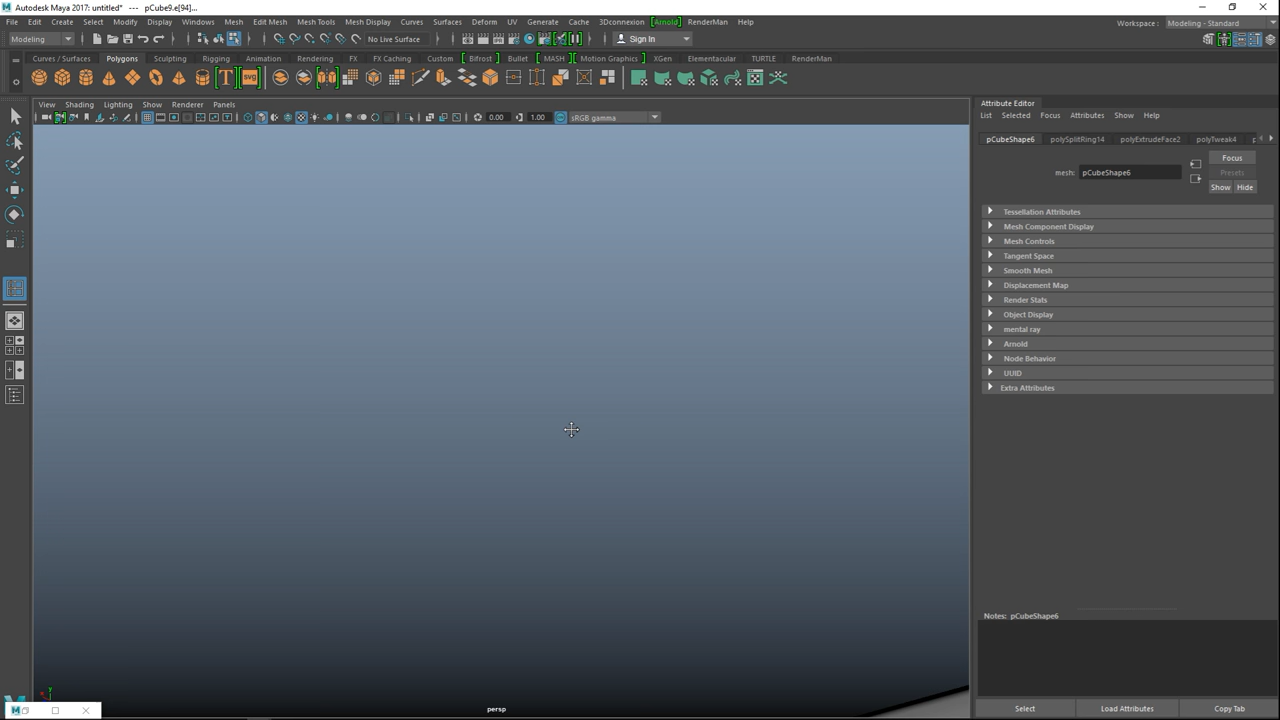 Autodesk Maya 2017: untitled*   ---   pCube9.e[94]...
File Edit Create Select Modify Display Windows Mesh Edit Mesh Mesh Tools Mesh Display Curves Surfaces Deform UV Generate Cache 3Dconnexion [Arnold] RenderMan Help
Workspace : Modeling - Standard
Modeling No Live Surface Sign In
Curves / Surfaces Polygons Sculpting Rigging Animation Rendering FX FX Caching Custom Bifrost Bullet MASH Motion Graphics XGen Elementacular TURTLE RenderMan
T svg
View Shading Lighting Show Renderer Panels
0.00 1.00 sRGB gamma
Attribute Editor
List Selected Focus Attributes Show Help
pCubeShape6 polySplitRing14 polyExtrudeFace2 polyTweak4
Focus
mesh: pCubeShape6
Presets
Show Hide
Tessellation Attributes
Mesh Component Display
Mesh Controls
Tangent Space
Smooth Mesh
Displacement Map
Render Stats
Object Display
mental ray
Arnold
Node Behavior
UUID
Extra Attributes
Notes: pCubeShape6
Select Load Attributes Copy Tab
y
persp